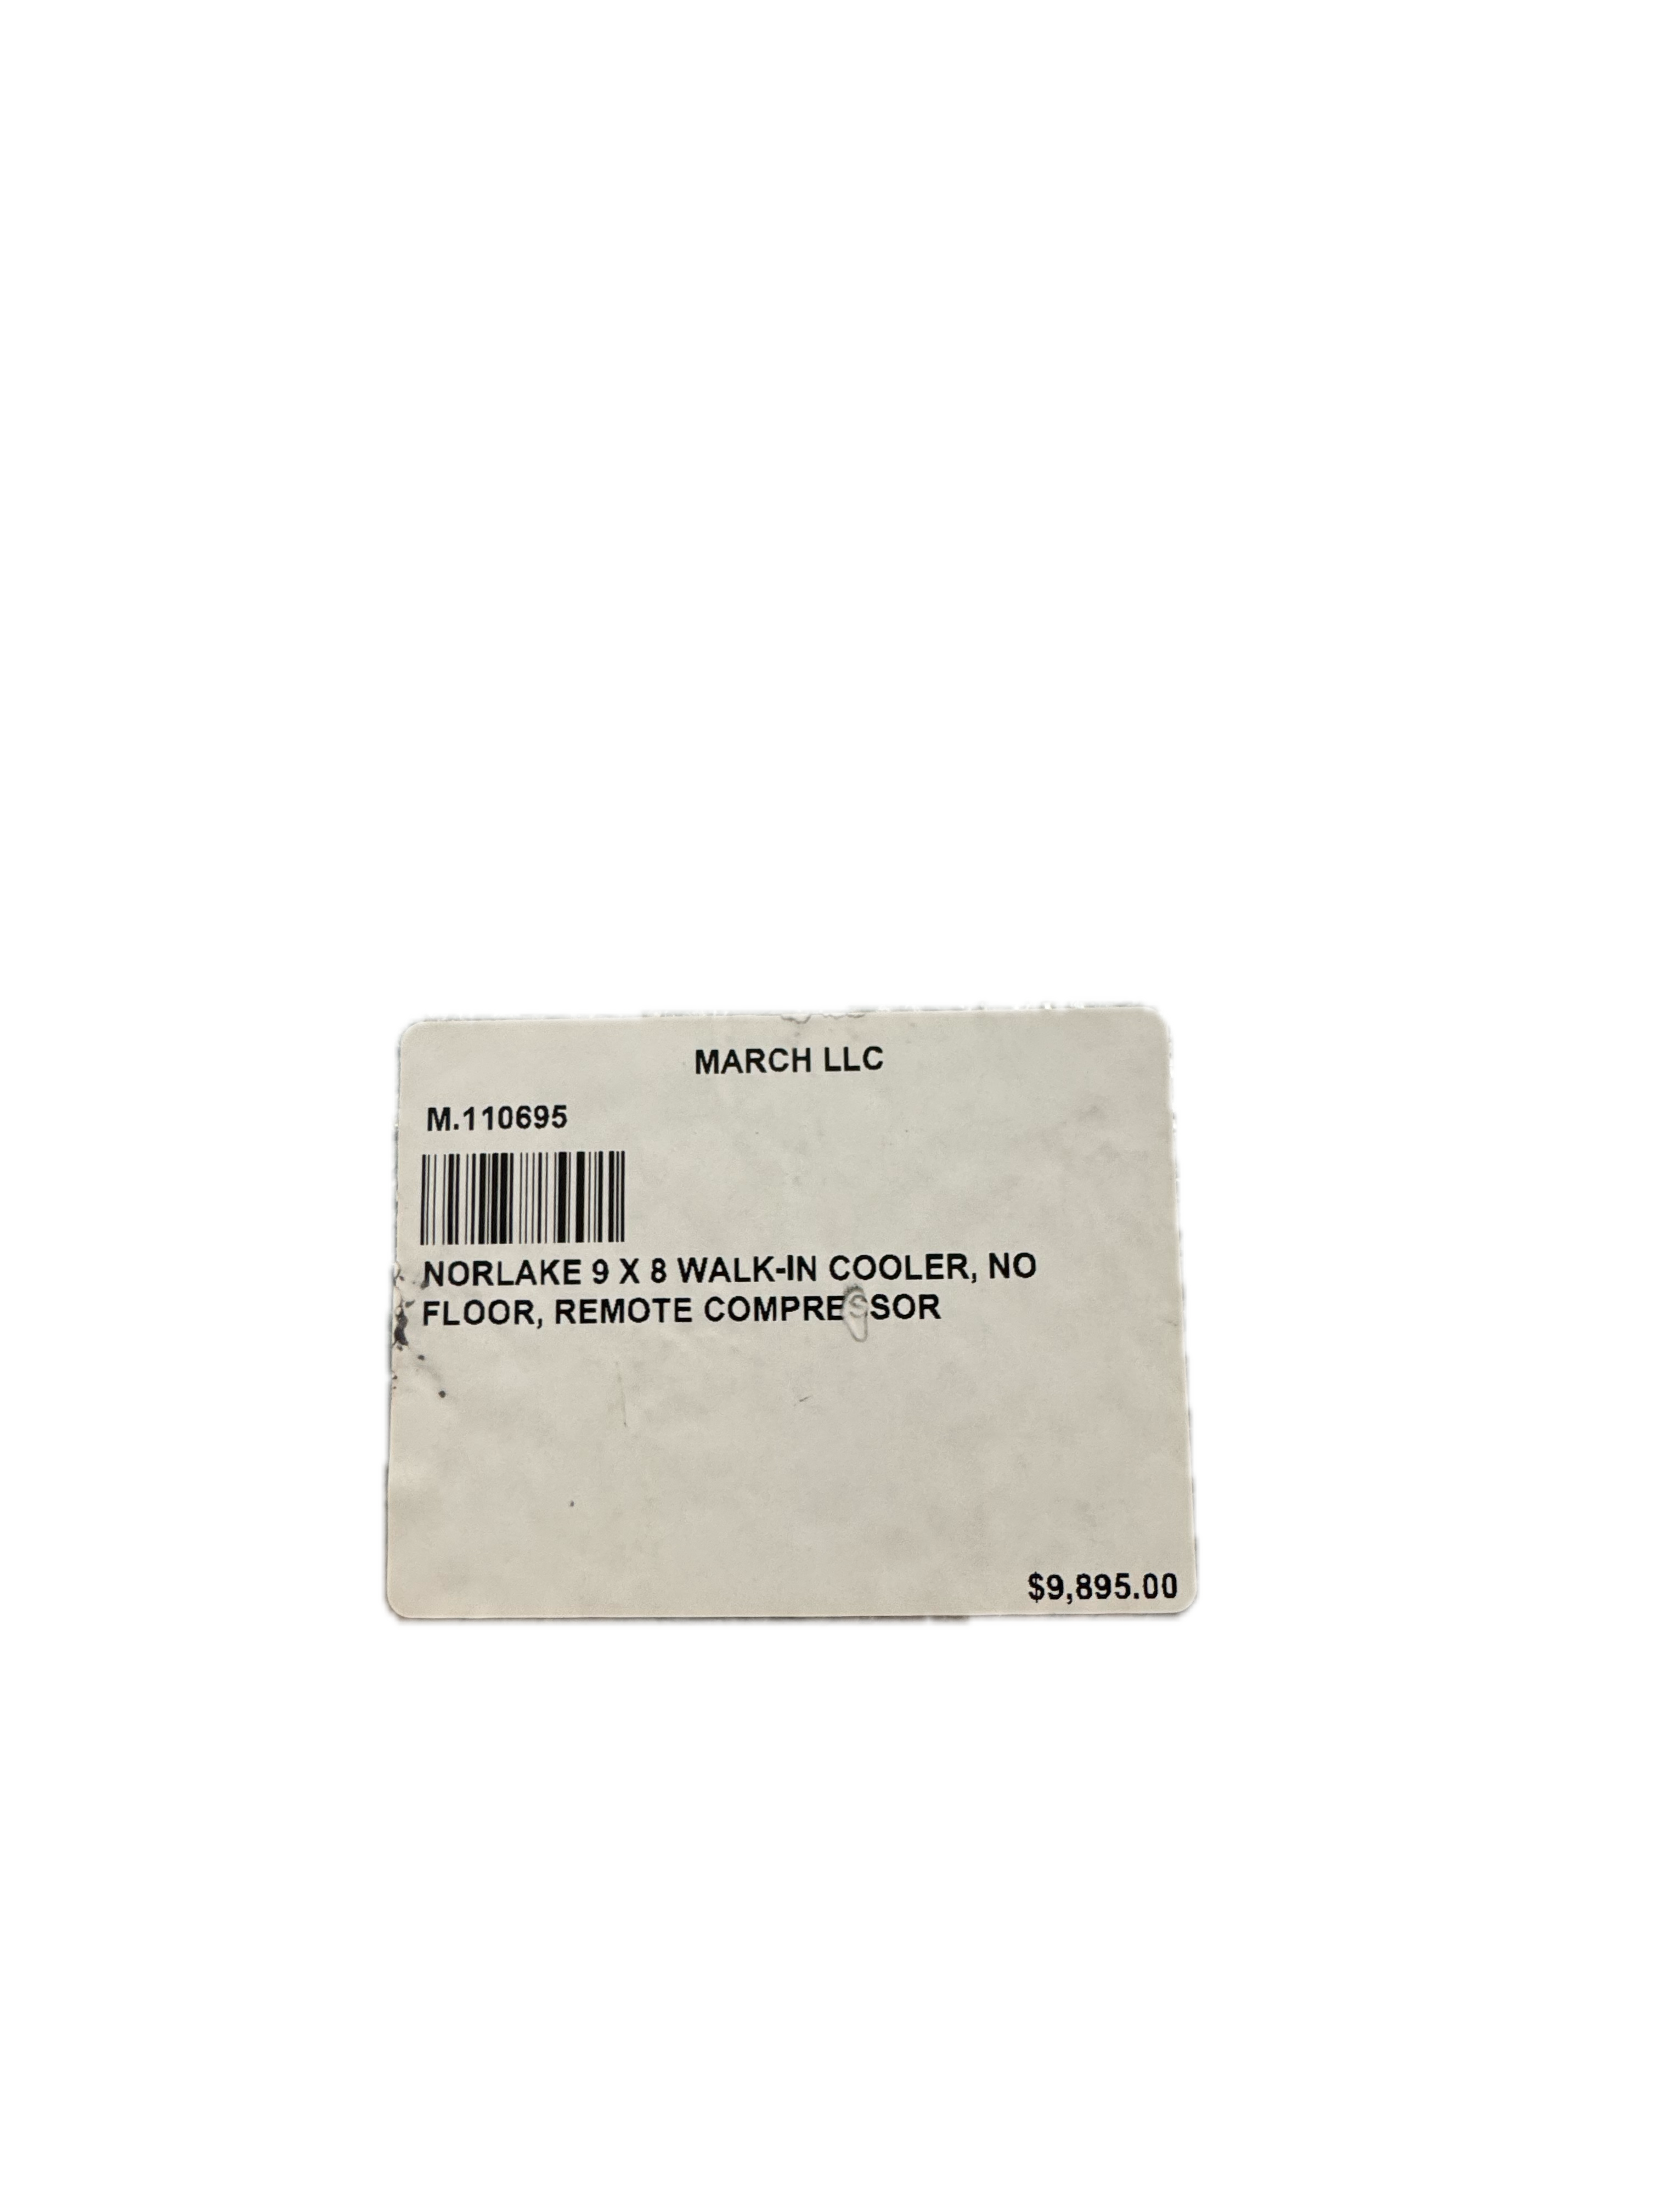 MARCH LLC
M.110695
NORLAKE 9 X 8 WALK-IN COOLER, NO
FLOOR, REMOTE COMPRESSOR
$9,895.00